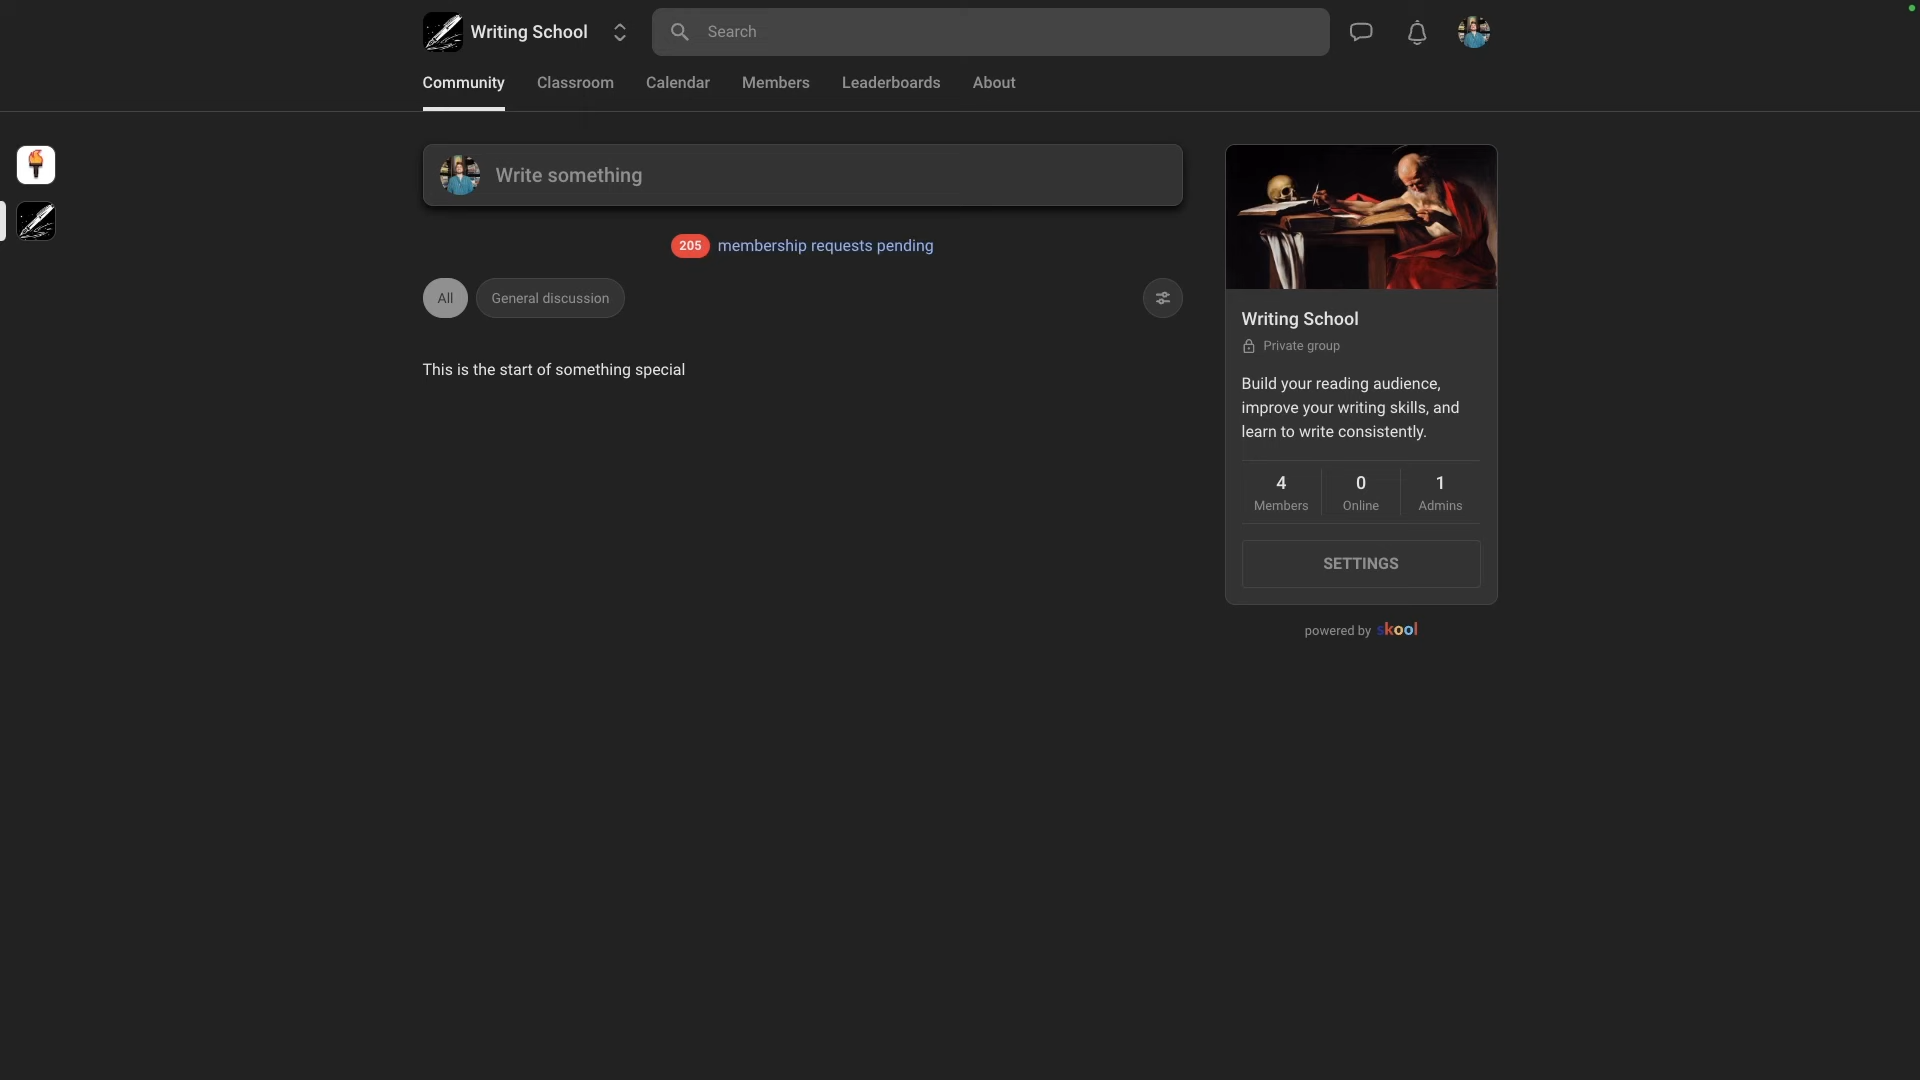 Writing School
Search
Community
Classroom
Calendar
Members
Leaderboards
About
Write something
205 membership requests pending
All
General discussion
This is the start of something special
Writing School
Private group
Build your reading audience,
improve your writing skills, and
learn to write consistently.
4
Members
0
Online
1
Admins
SETTINGS
powered by skool